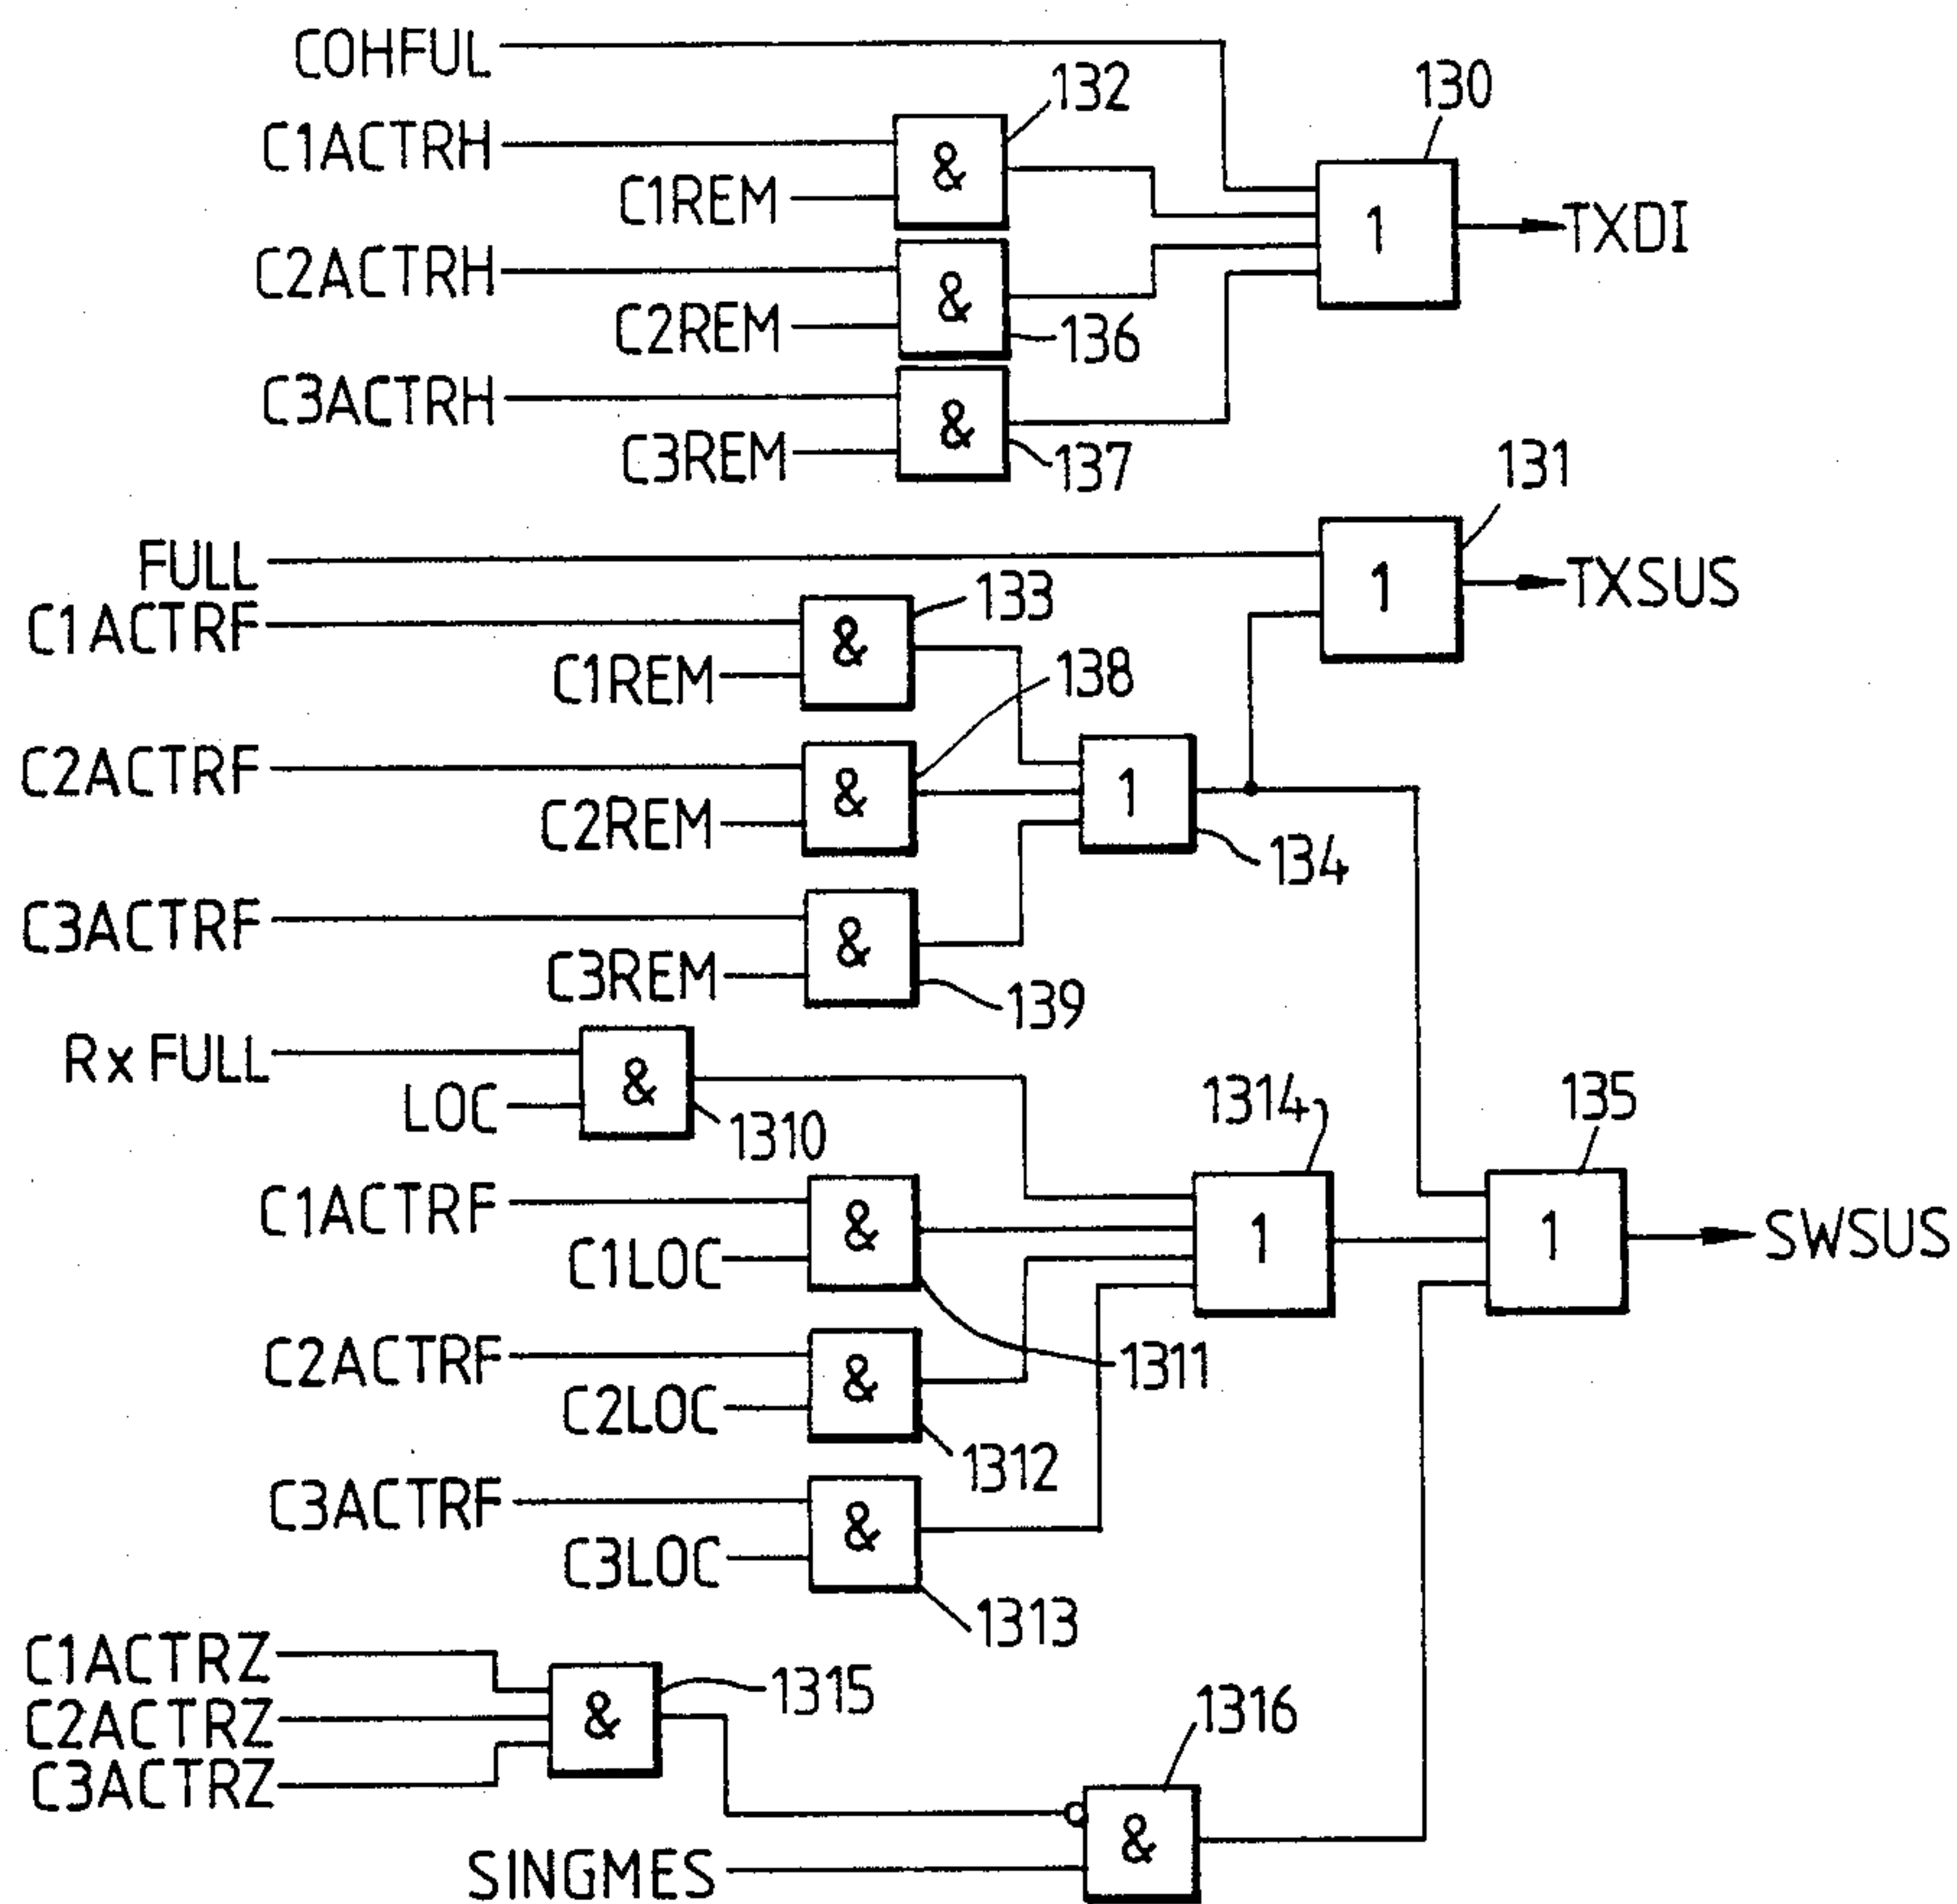 COHFUL
132
130
C1ACTRH
&
C1REM
1
TXDI
C2ACTRH
&
C2REM
136
C3ACTRH
&
C3REM
137
131
FULL
1
TXSUS
C1ACTRF
133
&
C1REM
138
C2ACTRF
&
1
C2REM
134
C3ACTRF
&
C3REM
139
Rx FULL
&
LOC
1310
1314
135
C1ACTRF
&
C1LOC
1
1
SWSUS
C2ACTRF
&
1311
C2LOC
1312
C3ACTRF
&
C3LOC
1313
C1ACTRZ
1315
C2ACTRZ
&
1316
C3ACTRZ
&
SINGMES